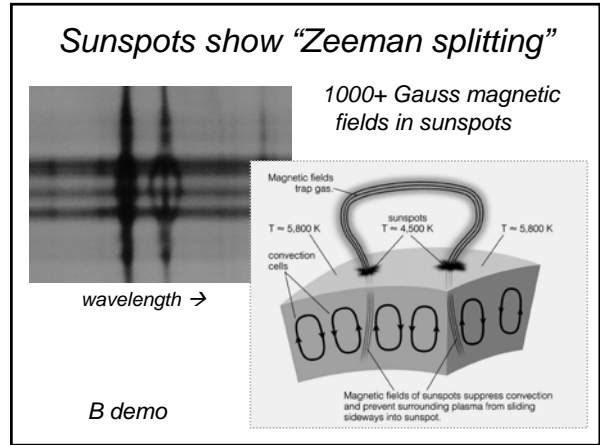 Sunspots show “Zeeman splitting”
1000+ Gauss magnetic
fields in sunspots
wavelength →
Magnetic fields
trap gas.
sunspots
T ≈ 5,800 K
T ≈ 4,500 K
T ≈ 5,800 K
convection
cells
Magnetic fields of sunspots suppress convection
and prevent surrounding plasma from sliding
sideways into sunspot.
B demo